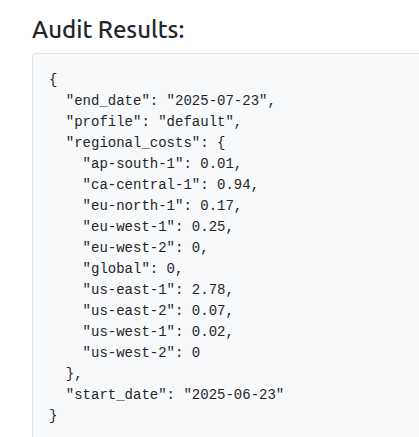 Audit Results:
{
  "end_date": "2025-07-23",
  "profile": "default",
  "regional_costs": {
    "ap-south-1": 0.01,
    "ca-central-1": 0.94,
    "eu-north-1": 0.17,
    "eu-west-1": 0.25,
    "eu-west-2": 0,
    "global": 0,
    "us-east-1": 2.78,
    "us-east-2": 0.07,
    "us-west-1": 0.02,
    "us-west-2": 0
  },
  "start_date": "2025-06-23"
}